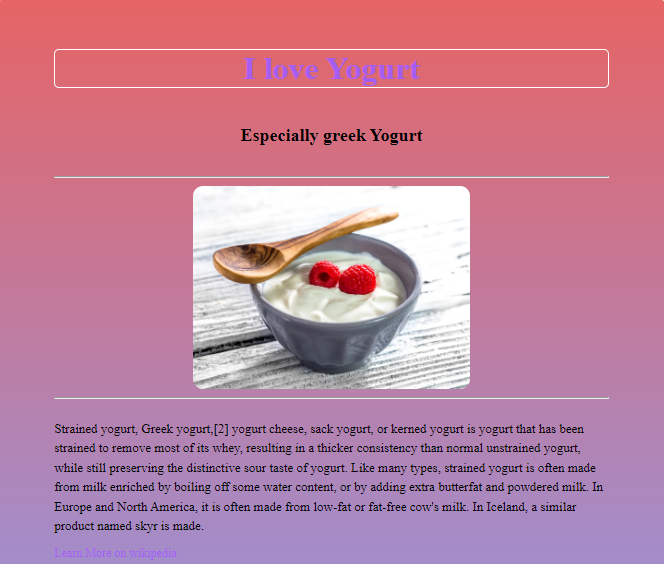 I love Yogurt
Especially greek Yogurt
Strained yogurt, Greek yogurt,[2] yogurt cheese, sack yogurt, or kerned yogurt is yogurt that has been
strained to remove most of its whey, resulting in a thicker consistency than normal unstrained yogurt,
while still preserving the distinctive sour taste of yogurt. Like many types, strained yogurt is often made
from milk enriched by boiling off some water content, or by adding extra butterfat and powdered milk. In
Europe and North America, it is often made from low-fat or fat-free cow's milk. In Iceland, a similar
product named skyr is made.
Learn More on wikipedia